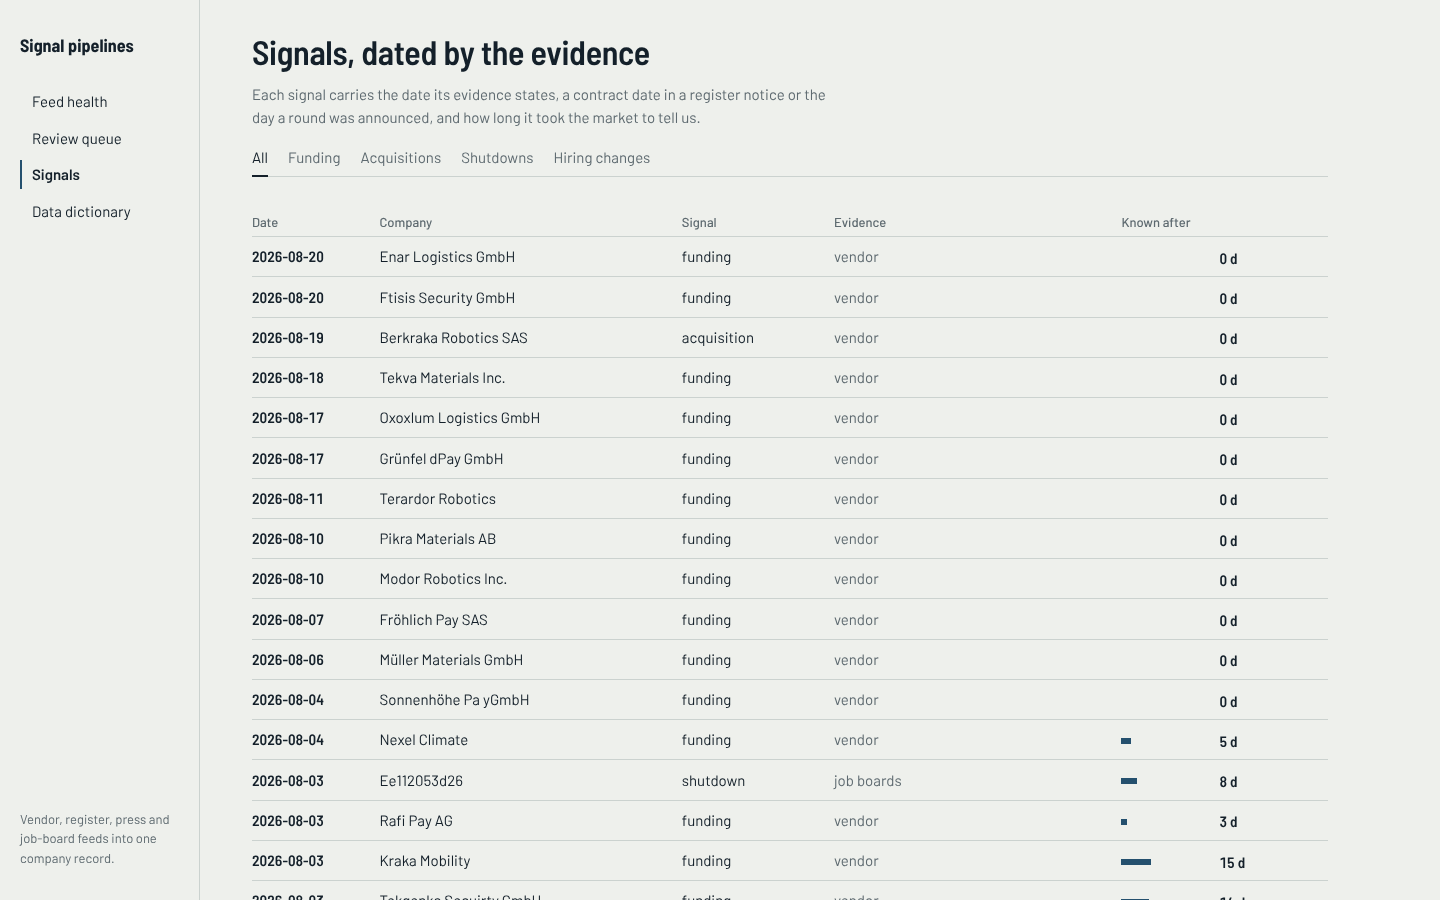 Signal pipelines
Feed health
Review queue
Signals
Data dictionary
Vendor, register, press and
job-board feeds into one
company record.
Signals, dated by the evidence
Each signal carries the date its evidence states, a contract date in a register notice or the
day a round was announced, and how long it took the market to tell us.
All Funding Acquisitions Shutdowns Hiring changes
Date Company Signal Evidence Known after
2026-08-20 Enar Logistics GmbH funding vendor 0 d
2026-08-20 Ftisis Security GmbH funding vendor 0 d
2026-08-19 Berkraka Robotics SAS acquisition vendor 0 d
2026-08-18 Tekva Materials Inc. funding vendor 0 d
2026-08-17 Oxoxlum Logistics GmbH funding vendor 0 d
2026-08-17 Grünfel dPay GmbH funding vendor 0 d
2026-08-11 Terardor Robotics funding vendor 0 d
2026-08-10 Pikra Materials AB funding vendor 0 d
2026-08-10 Modor Robotics Inc. funding vendor 0 d
2026-08-07 Fröhlich Pay SAS funding vendor 0 d
2026-08-06 Müller Materials GmbH funding vendor 0 d
2026-08-04 Sonnenhöhe Pa yGmbH funding vendor 0 d
2026-08-04 Nexel Climate funding vendor 5 d
2026-08-03 Ee112053d26 shutdown job boards 8 d
2026-08-03 Rafi Pay AG funding vendor 3 d
2026-08-03 Kraka Mobility funding vendor 15 d